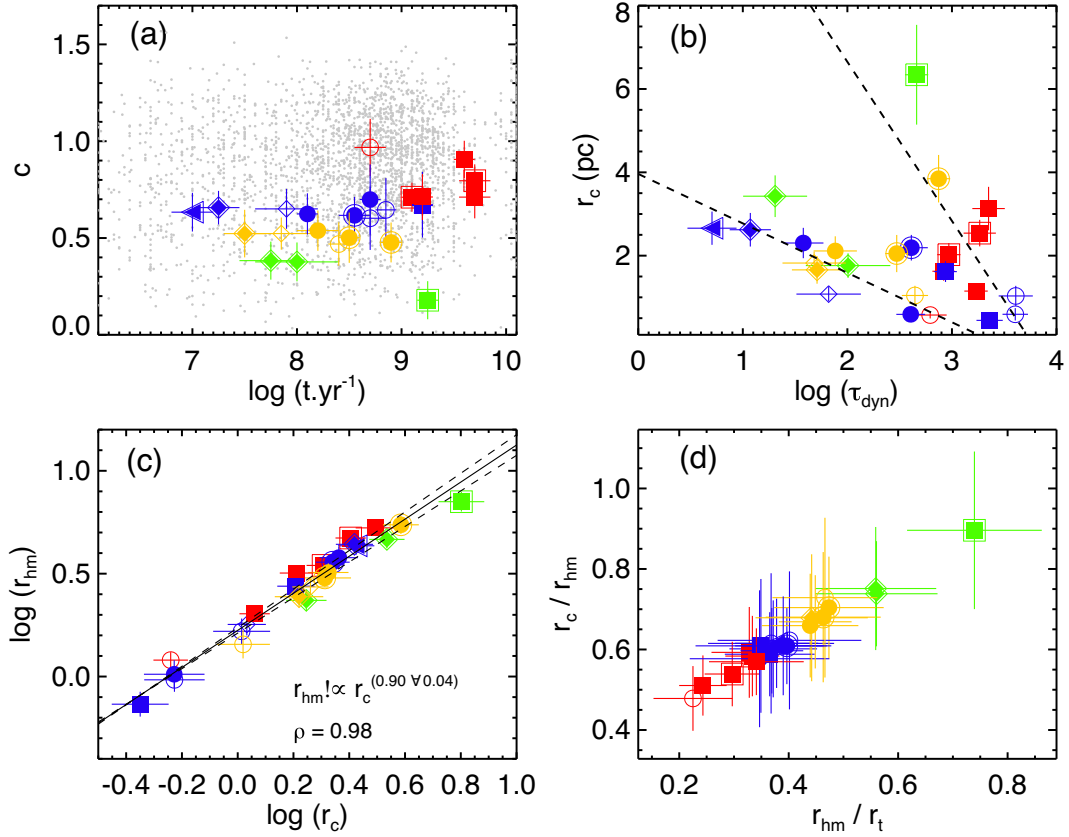 (a)
1.5
1.0
0.5
0.0
c
7 8 9 10
log (t.yr⁻¹)
(b)
8
6
4
2
r_c (pc)
0 1 2 3 4
log (τ_dyn)
(c)
1.0
0.5
0.0
log (r_hm)
r_hm!∝ r_c^(0.90 ∀0.04)
ρ = 0.98
-0.4 -0.2 0.0 0.2 0.4 0.6 0.8 1.0
log (r_c)
(d)
1.0
0.8
0.6
0.4
r_c / r_hm
0.2 0.4 0.6 0.8
r_hm / r_t